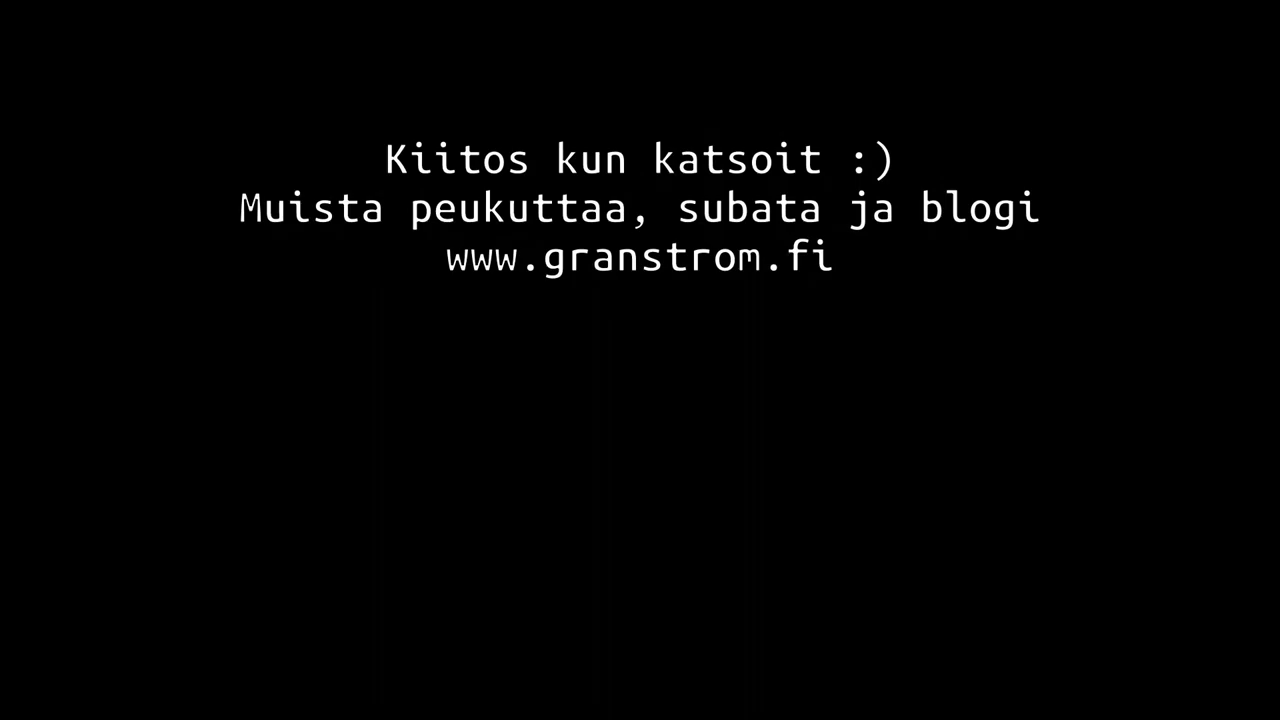 Kiitos kun katsoit :)
Muista peukuttaa, subata ja blogi
www.granstrom.fi